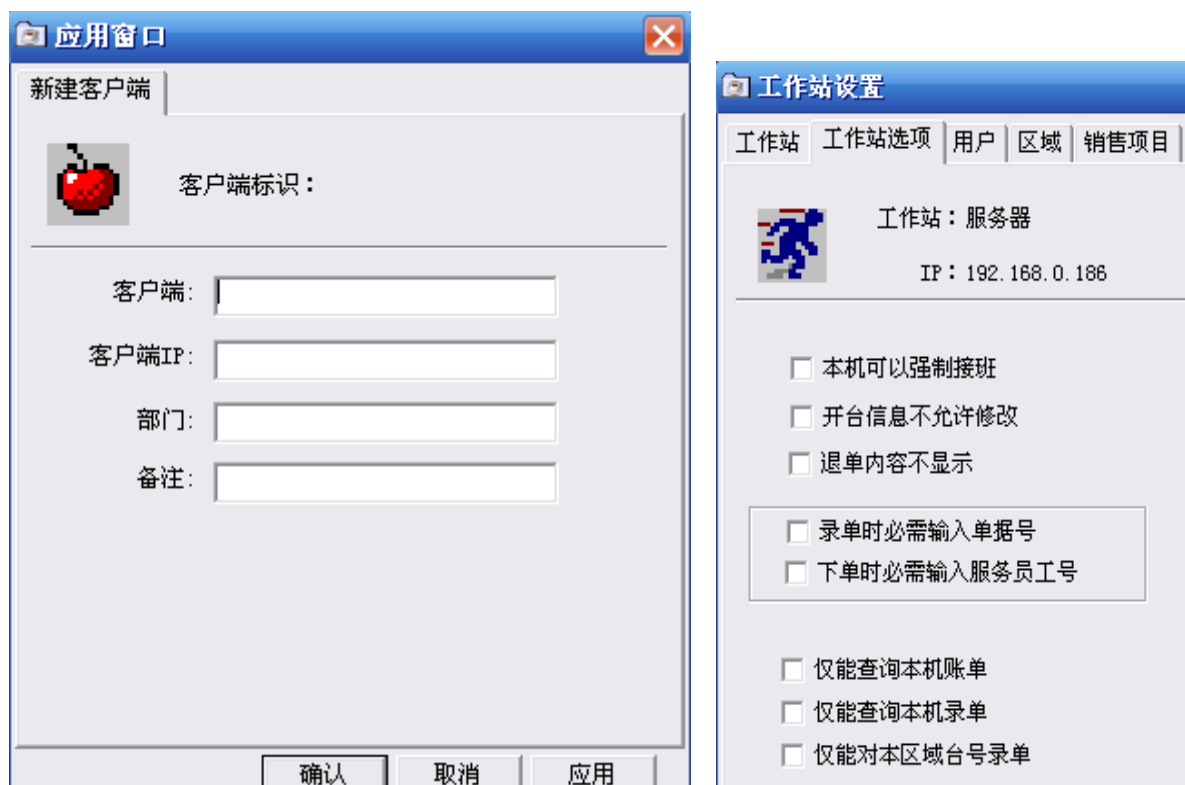 应用窗口
新建客户端
客户端标识：
客户端:
客户端IP:
部门:
备注:
确认 取消 应用
工作站设置
工作站 工作站选项 用户 区域 销售项目
工作站：服务器
IP：192.168.0.186
本机可以强制接班
开台信息不允许修改
退单内容不显示
录单时必需输入单据号
下单时必需输入服务员工号
仅能查询本机账单
仅能查询本机录单
仅能对本区域台号录单